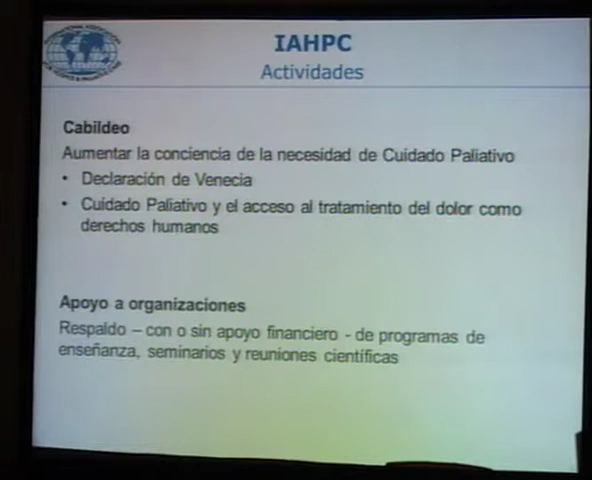 IAHPC
Actividades
Cabildeo
Aumentar la conciencia de la necesidad de Cuidado Paliativo
• Declaración de Venecia
• Cuidado Paliativo y el acceso al tratamiento del dolor como
derechos humanos
Apoyo a organizaciones
Respaldo – con o sin apoyo financiero - de programas de
enseñanza, seminarios y reuniones científicas